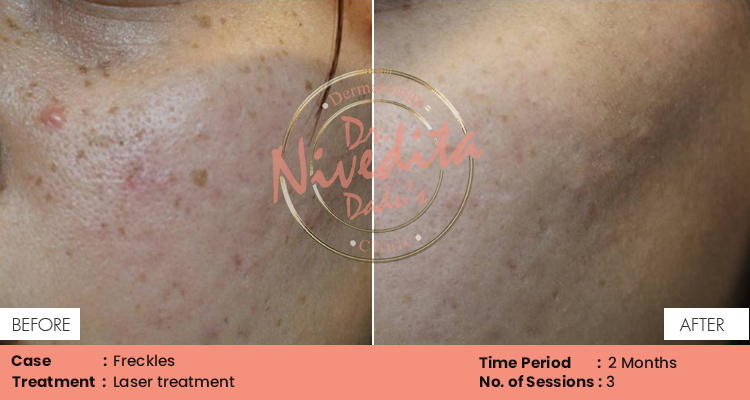 Dermatology
Dr.
Nivedita
Dadu's
Clinic
BEFORE
AFTER
Case : Freckles
Treatment : Laser treatment
Time Period : 2 Months
No. of Sessions : 3